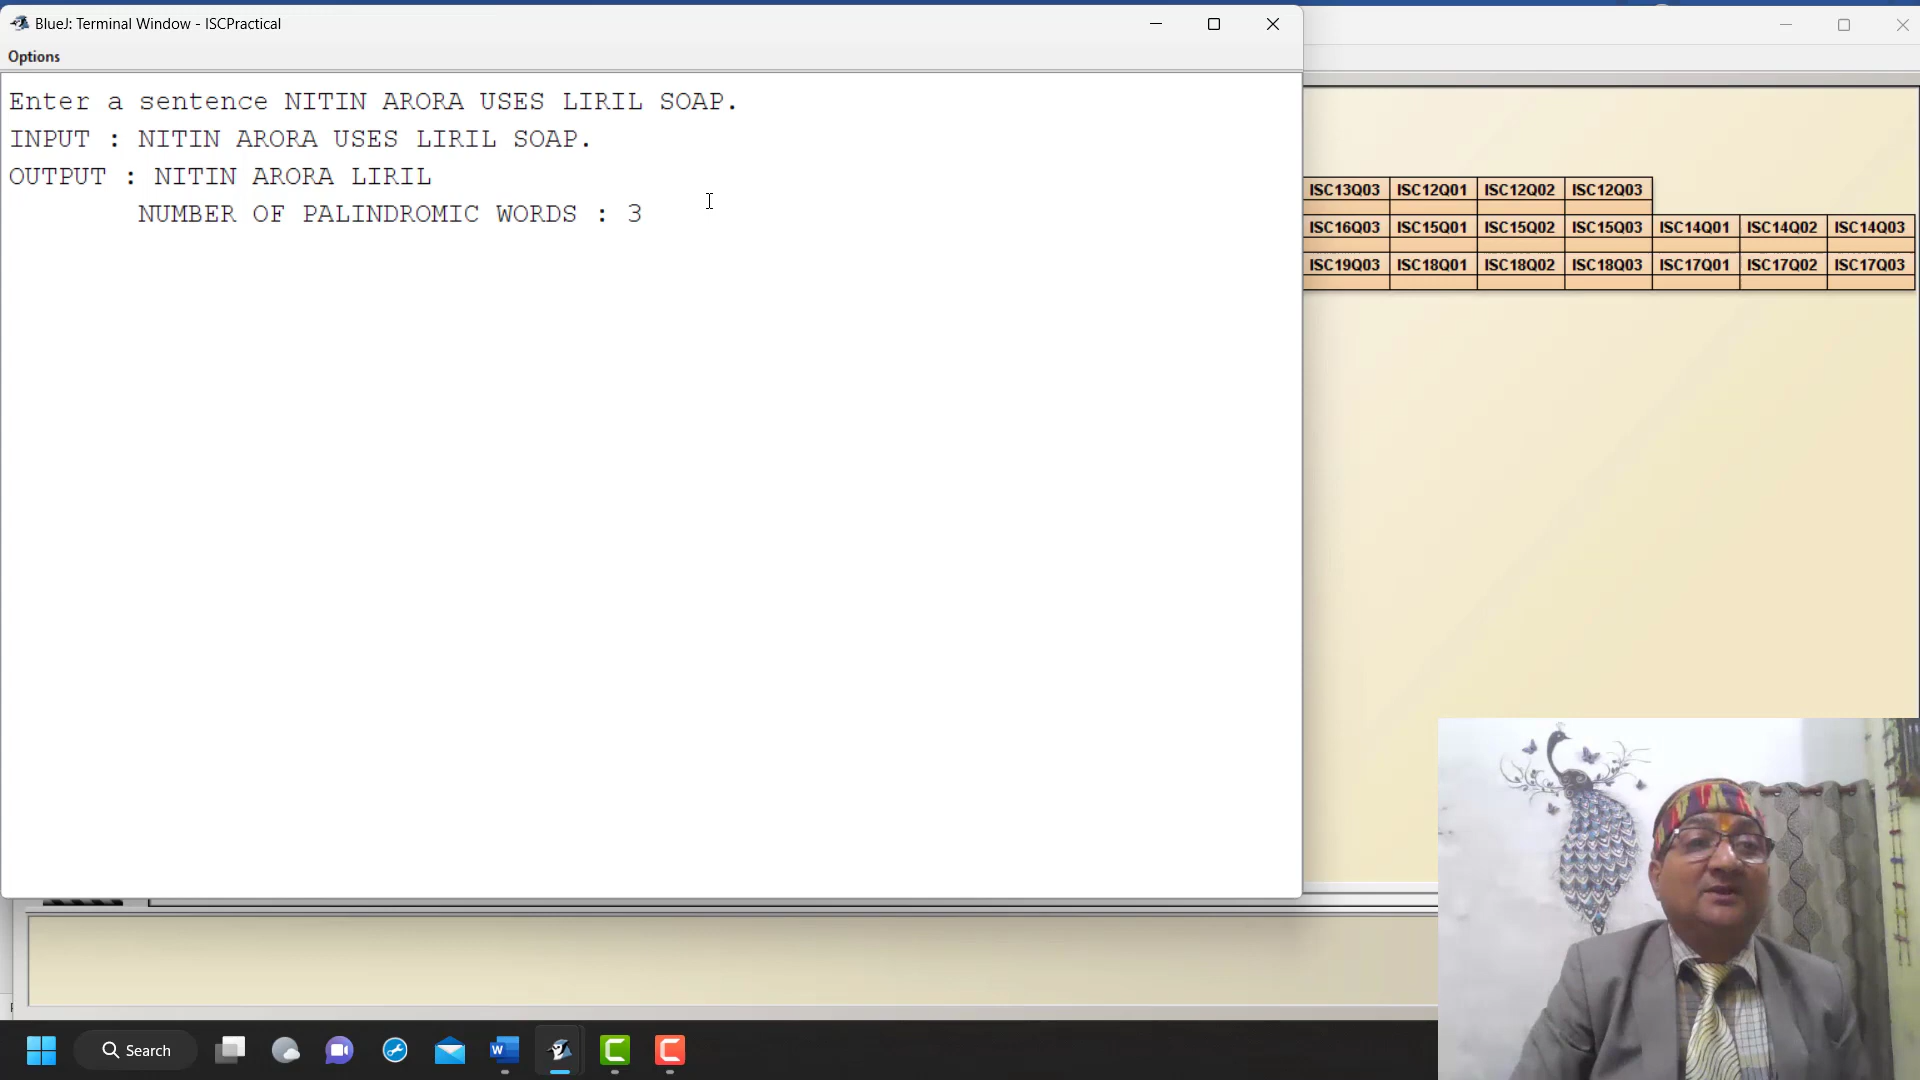 BlueJ: Terminal Window - ISCPractical
Options
Enter a sentence NITIN ARORA USES LIRIL SOAP.
INPUT : NITIN ARORA USES LIRIL SOAP.
OUTPUT : NITIN ARORA LIRIL
NUMBER OF PALINDROMIC WORDS : 3
ISC13Q03 ISC12Q01 ISC12Q02 ISC12Q03
ISC16Q03 ISC15Q01 ISC15Q02 ISC15Q03 ISC14Q01 ISC14Q02 ISC14Q03
ISC19Q03 ISC18Q01 ISC18Q02 ISC18Q03 ISC17Q01 ISC17Q02 ISC17Q03
Search